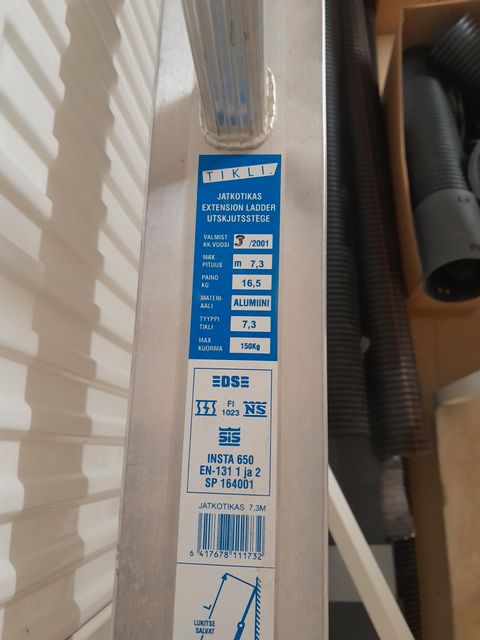 TIKLI.
JATKOTIKAS
EXTENSION LADDER
UTSKJUTSSTEGE
VALMIST.
KK/VUOSI 3 /2001
MAX
PITUUS m 7,3
PAINO
KG 16,5
MATERI-
AALI ALUMIINI
TYYPPI
TIKLI 7,3
MAX
KUORMA 150Kg
DS
FI
1023
NS
SIS
INSTA 650
EN-131 1 ja 2
SP 164001
JATKOTIKAS 7,3M
6 417678 111732
L
LUKITSE
SALVAT